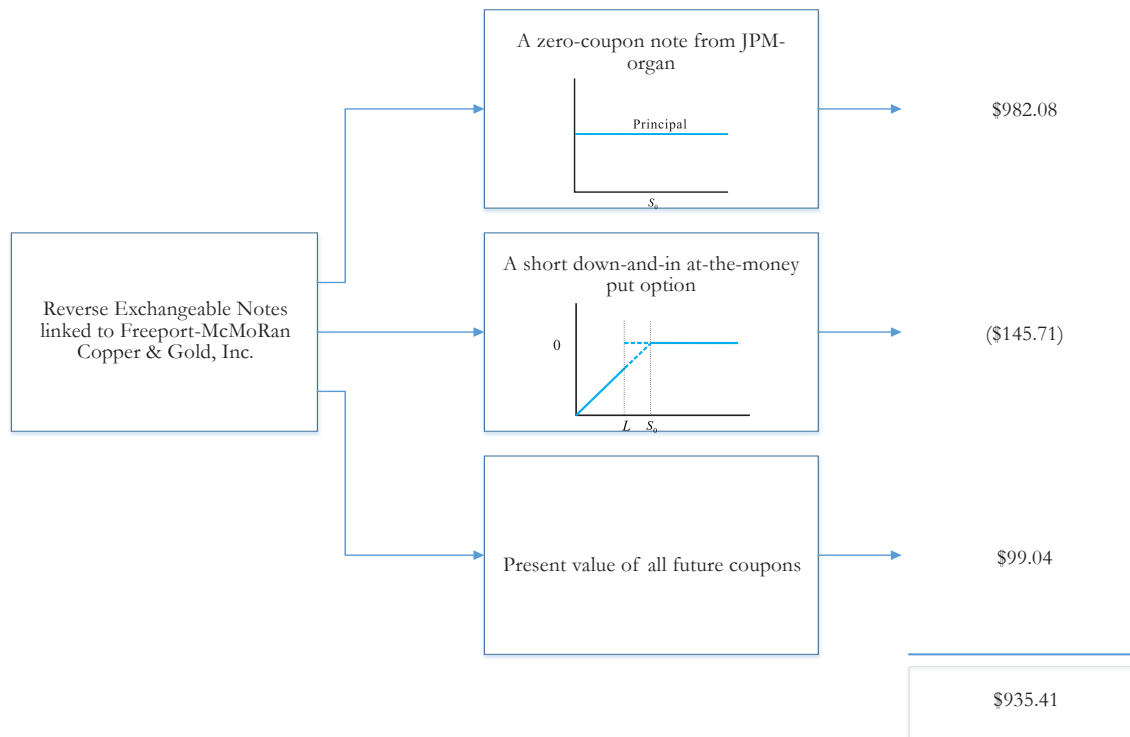 A zero-coupon note from JPM-
organ
Principal
S₀
$982.08
Reverse Exchangeable Notes
linked to Freeport-McMoRan
Copper & Gold, Inc.
A short down-and-in at-the-money
put option
0
L S₀
($145.71)
Present value of all future coupons
$99.04
$935.41